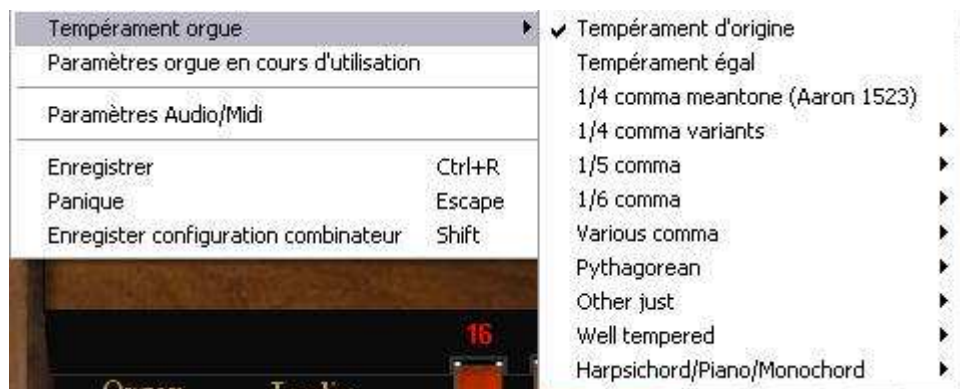 Tempérament orgue
Paramètres orgue en cours d'utilisation
Paramètres Audio/Midi
Enregistrer Ctrl+R
Panique Escape
Enregister configuration combinateur Shift
Tempérament d'origine
Tempérament égal
1/4 comma meantone (Aaron 1523)
1/4 comma variants
1/5 comma
1/6 comma
Various comma
Pythagorean
Other just
Well tempered
Harpsichord/Piano/Monochord
16